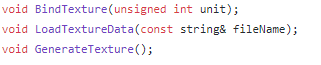 void BindTexture(unsigned int unit);
void LoadTextureData(const string& fileName);
void GenerateTexture();